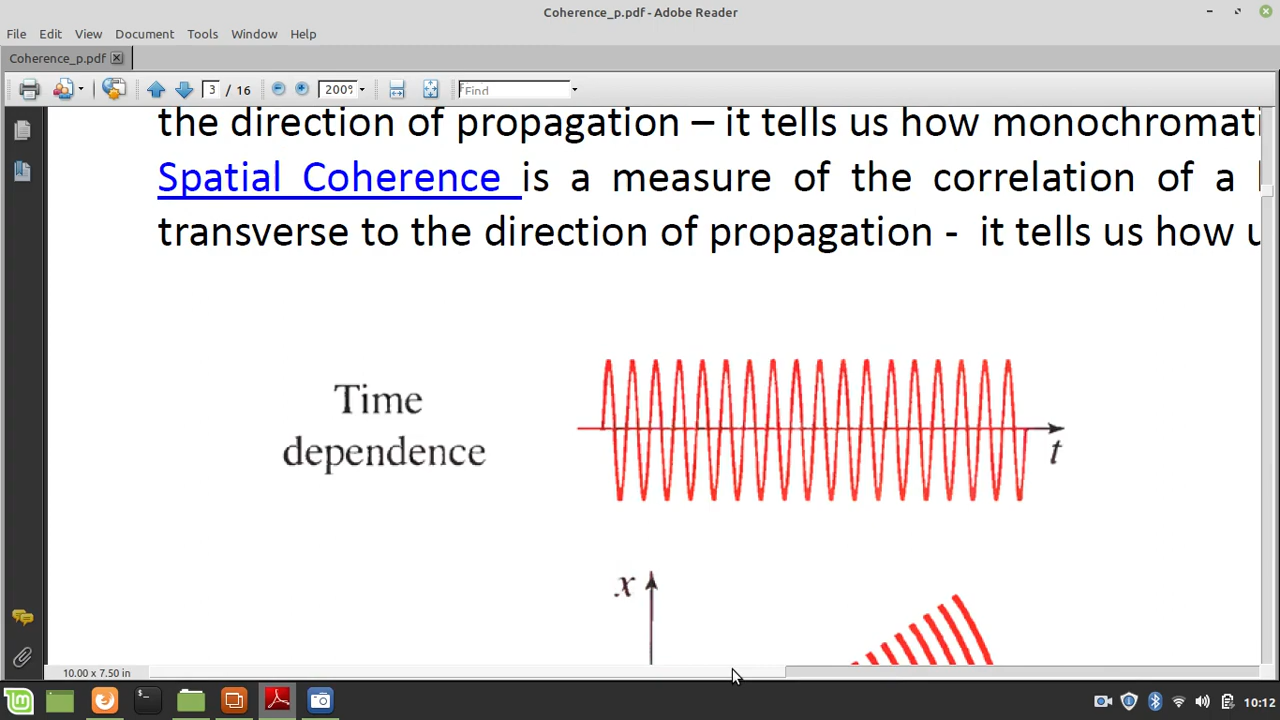 Coherence_p.pdf - Adobe Reader
File Edit View Document Tools Window Help
Coherence_p.pdf
3 / 16 200% Find
the direction of propagation – it tells us how monochromati
Spatial Coherence is a measure of the correlation of a
transverse to the direction of propagation - it tells us how
Time
dependence
t
x
10.00 x 7.50 in
10:12